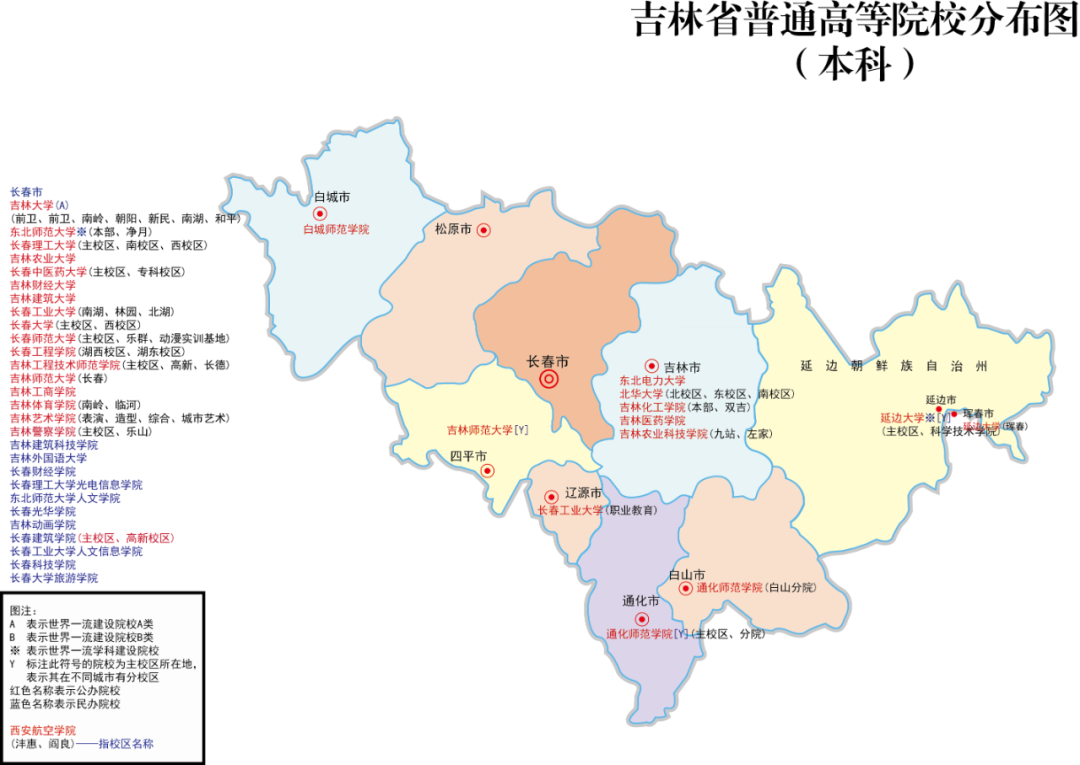 吉林省普通高等院校分布图
(本科)
长春市
吉林大学(A)
(前卫、前卫、南岭、朝阳、新民、南湖、和平)
东北师范大学※(本部、净月)
长春理工大学(主校区、南校区、西校区)
吉林农业大学
长春中医药大学(主校区、专科校区)
吉林财经大学
吉林建筑大学
长春工业大学(南湖、林园、北湖)
长春大学(主校区、西校区)
长春师范大学(主校区、乐群、动漫实训基地)
长春工程学院(湖西校区、湖东校区)
吉林工程技术师范学院(主校区、高新、长德)
吉林师范大学(长春)
吉林工商学院
吉林体育学院(南岭、临河)
吉林艺术学院(表演、造型、综合、城市艺术)
吉林警察学院(主校区、乐山)
吉林建筑科技学院
吉林外国语大学
长春财经学院
长春理工大学光电信息学院
东北师范大学人文学院
长春光华学院
吉林动画学院
长春建筑学院(主校区、高新校区)
长春工业大学人文信息学院
长春科技学院
长春大学旅游学院
图注:
A 表示世界一流建设院校A类
B 表示世界一流建设院校B类
※ 表示世界一流学科建设院校
Y 标注此符号的院校为主校区所在地,
表示其在不同城市有分校区
红色名称表示公办院校
蓝色名称表示民办院校
西安航空学院
(沣惠、阎良)——指校区名称
白城市
白城师范学院
松原市
长春市
吉林市
东北电力大学
北华大学(北校区、东校区、南校区)
吉林化工学院(本部、双吉)
吉林医药学院
吉林农业科技学院(九站、左家)
延边朝鲜族自治州
延边市
延边大学※[Y]
(主校区、科学技术学院)
珲春市
延边大学(珲春)
吉林师范大学[Y]
四平市
辽源市
长春工业大学(职业教育)
白山市
通化师范学院(白山分院)
通化市
通化师范学院[Y](主校区、分院)